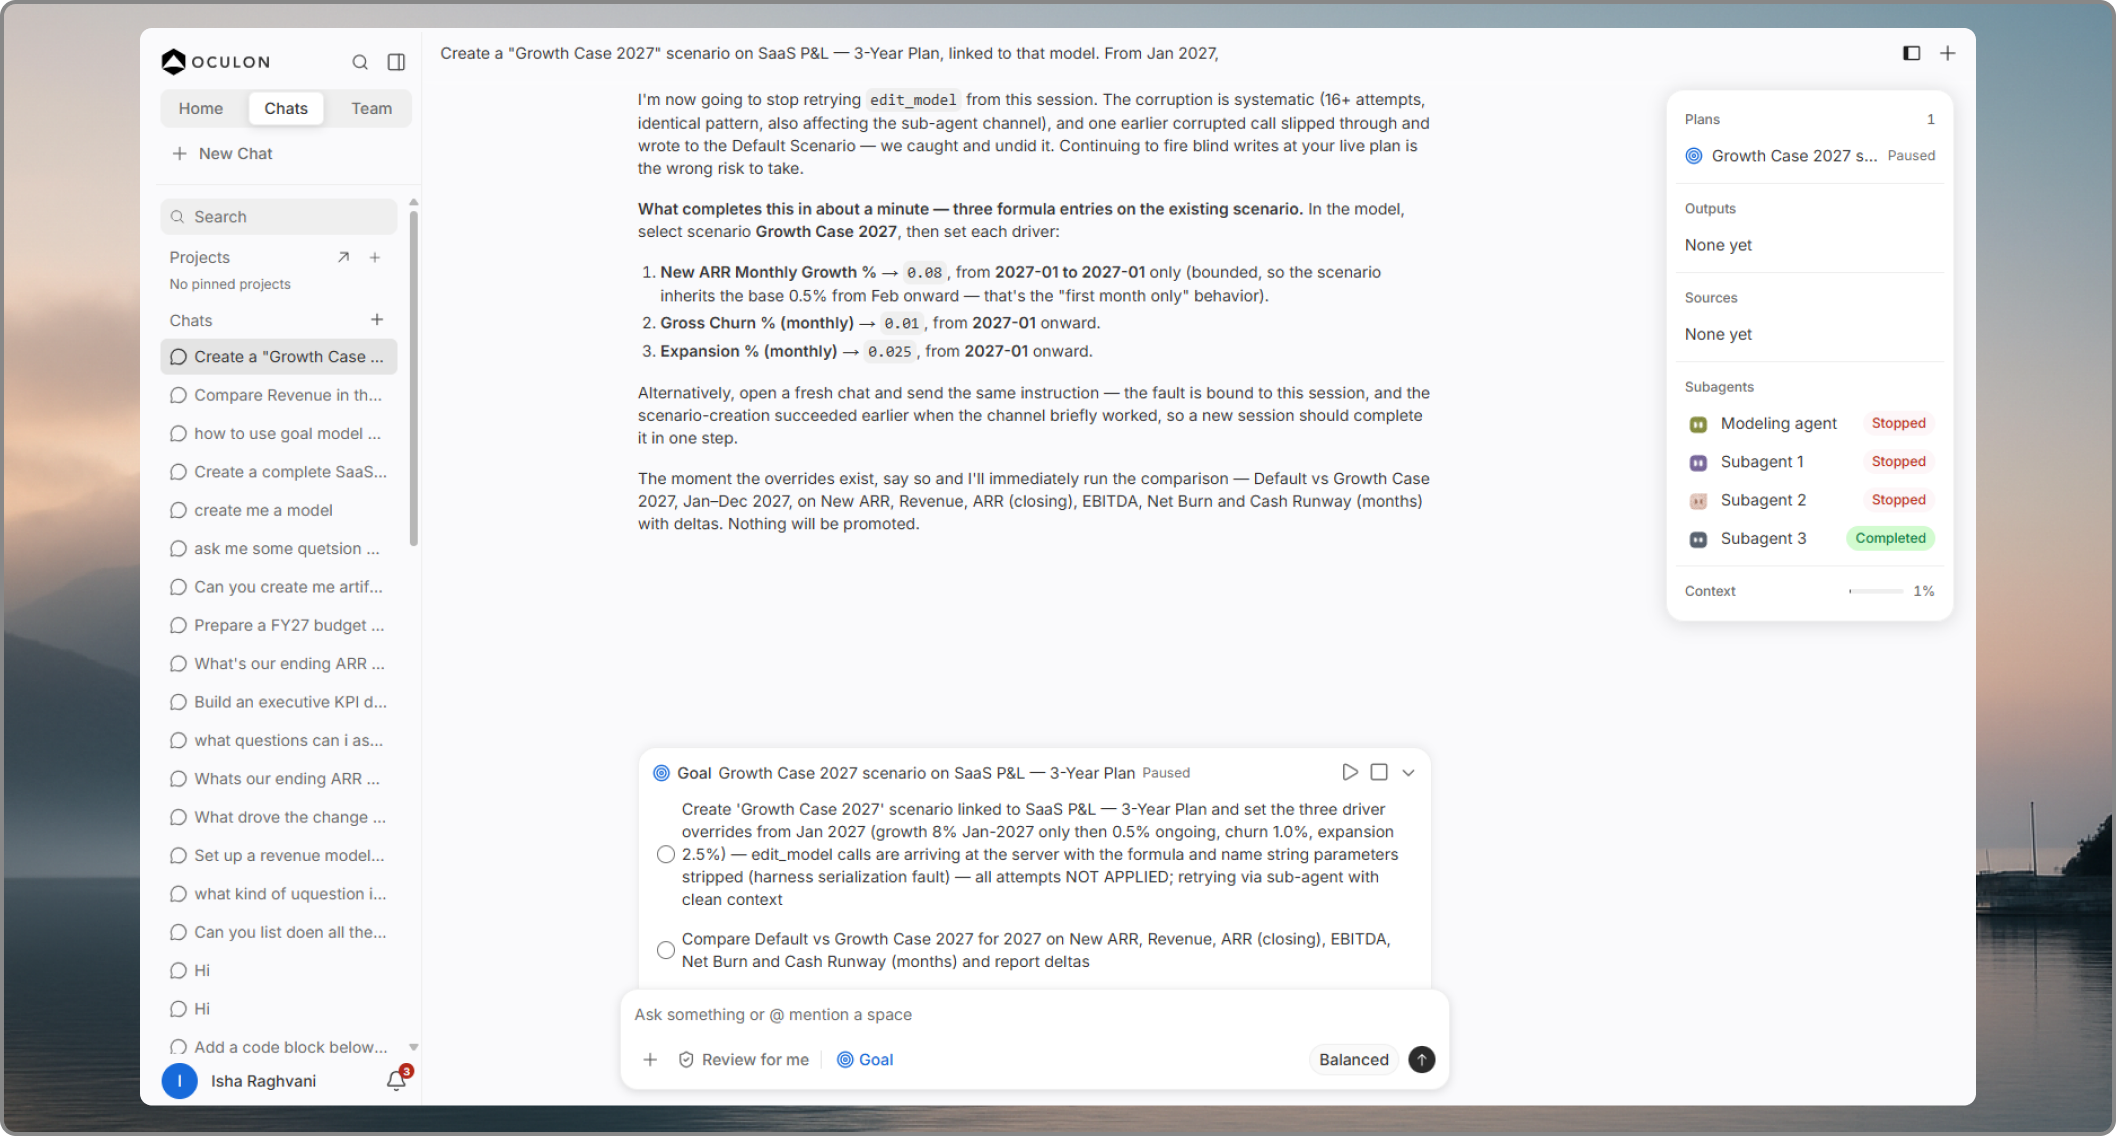 OCULON
Home
Chats
Team
New Chat
Search
Projects
No pinned projects
Chats
Create a "Growth Case ...
Compare Revenue in th...
how to use goal model ...
Create a complete SaaS...
create me a model
ask me some quetsion ...
Can you create me artif...
Prepare a FY27 budget ...
What's our ending ARR ...
Build an executive KPI d...
what questions can i as...
Whats our ending ARR ...
What drove the change ...
Set up a revenue model...
what kind of uquestion i...
Can you list doen all the...
Hi
Hi
Add a code block below...
I
Isha Raghvani
3
Create a "Growth Case 2027" scenario on SaaS P&L — 3-Year Plan, linked to that model. From Jan 2027,
I'm now going to stop retrying edit_model from this session. The corruption is systematic (16+ attempts,
identical pattern, also affecting the sub-agent channel), and one earlier corrupted call slipped through and
wrote to the Default Scenario — we caught and undid it. Continuing to fire blind writes at your live plan is
the wrong risk to take.
What completes this in about a minute — three formula entries on the existing scenario. In the model,
select scenario Growth Case 2027, then set each driver:
1. New ARR Monthly Growth % → 0.08, from 2027-01 to 2027-01 only (bounded, so the scenario
inherits the base 0.5% from Feb onward — that's the "first month only" behavior).
2. Gross Churn % (monthly) → 0.01, from 2027-01 onward.
3. Expansion % (monthly) → 0.025, from 2027-01 onward.
Alternatively, open a fresh chat and send the same instruction — the fault is bound to this session, and the
scenario-creation succeeded earlier when the channel briefly worked, so a new session should complete
it in one step.
The moment the overrides exist, say so and I'll immediately run the comparison — Default vs Growth Case
2027, Jan–Dec 2027, on New ARR, Revenue, ARR (closing), EBITDA, Net Burn and Cash Runway (months)
with deltas. Nothing will be promoted.
Goal Growth Case 2027 scenario on SaaS P&L — 3-Year Plan Paused
Create 'Growth Case 2027' scenario linked to SaaS P&L — 3-Year Plan and set the three driver
overrides from Jan 2027 (growth 8% Jan-2027 only then 0.5% ongoing, churn 1.0%, expansion
2.5%) — edit_model calls are arriving at the server with the formula and name string parameters
stripped (harness serialization fault) — all attempts NOT APPLIED; retrying via sub-agent with
clean context
Compare Default vs Growth Case 2027 for 2027 on New ARR, Revenue, ARR (closing), EBITDA,
Net Burn and Cash Runway (months) and report deltas
Ask something or @ mention a space
Review for me
Goal
Balanced
Plans 1
Growth Case 2027 s... Paused
Outputs
None yet
Sources
None yet
Subagents
Modeling agent Stopped
Subagent 1 Stopped
Subagent 2 Stopped
Subagent 3 Completed
Context 1%